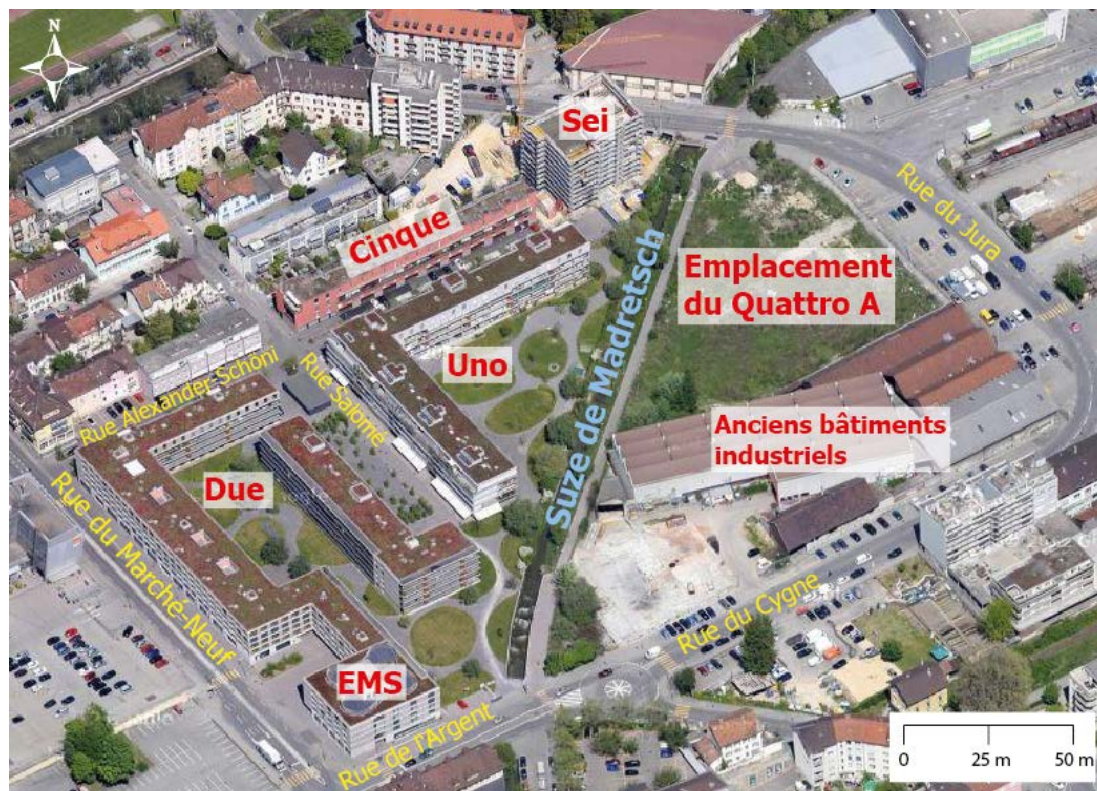 N
Sei
Rue du Jura
Cinque
Emplacement
du Quattro A
Suze de Madretsch
Uno
Rue Alexander Schöni
Rue Salomé
Anciens bâtiments
industriels
Due
Rue du Marché-Neuf
Rue du Cygne
EMS
Rue de l'Argent
0 25 m 50 m